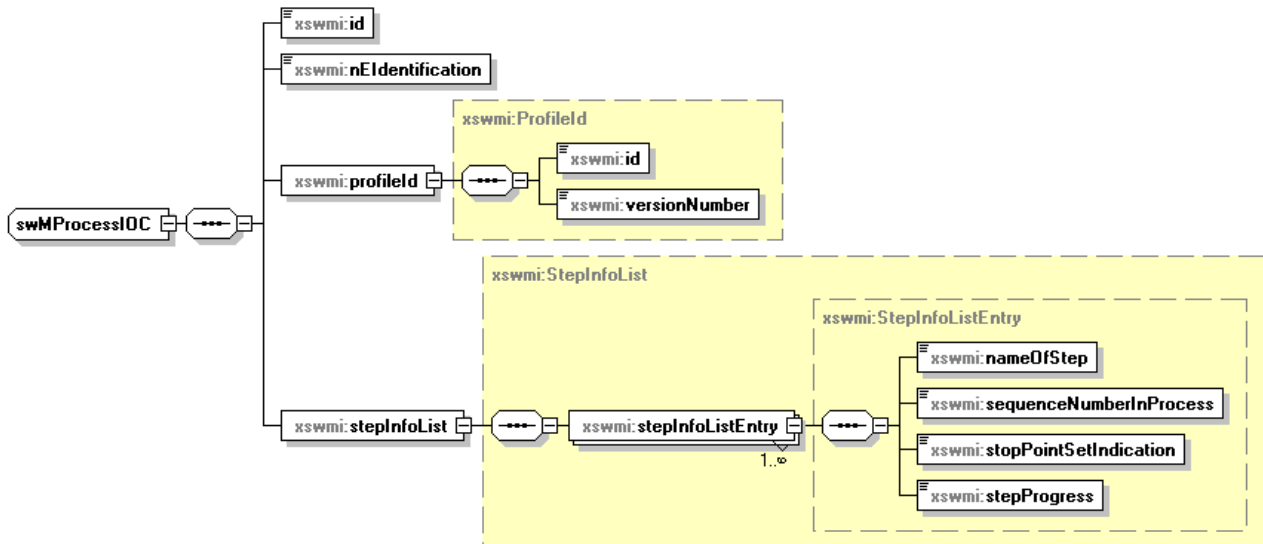 xswmi:id
xswmi:nEIdentification
xswmi:ProfileId
xswmi:id
xswmi:profileId
xswmi:versionNumber
swMProcessIOC
xswmi:StepInfoList
xswmi:StepInfoListEntry
xswmi:nameOfStep
xswmi:sequenceNumberInProcess
xswmi:stepInfoList
xswmi:stepInfoListEntry
xswmi:stopPointSetIndication
1..∞
xswmi:stepProgress